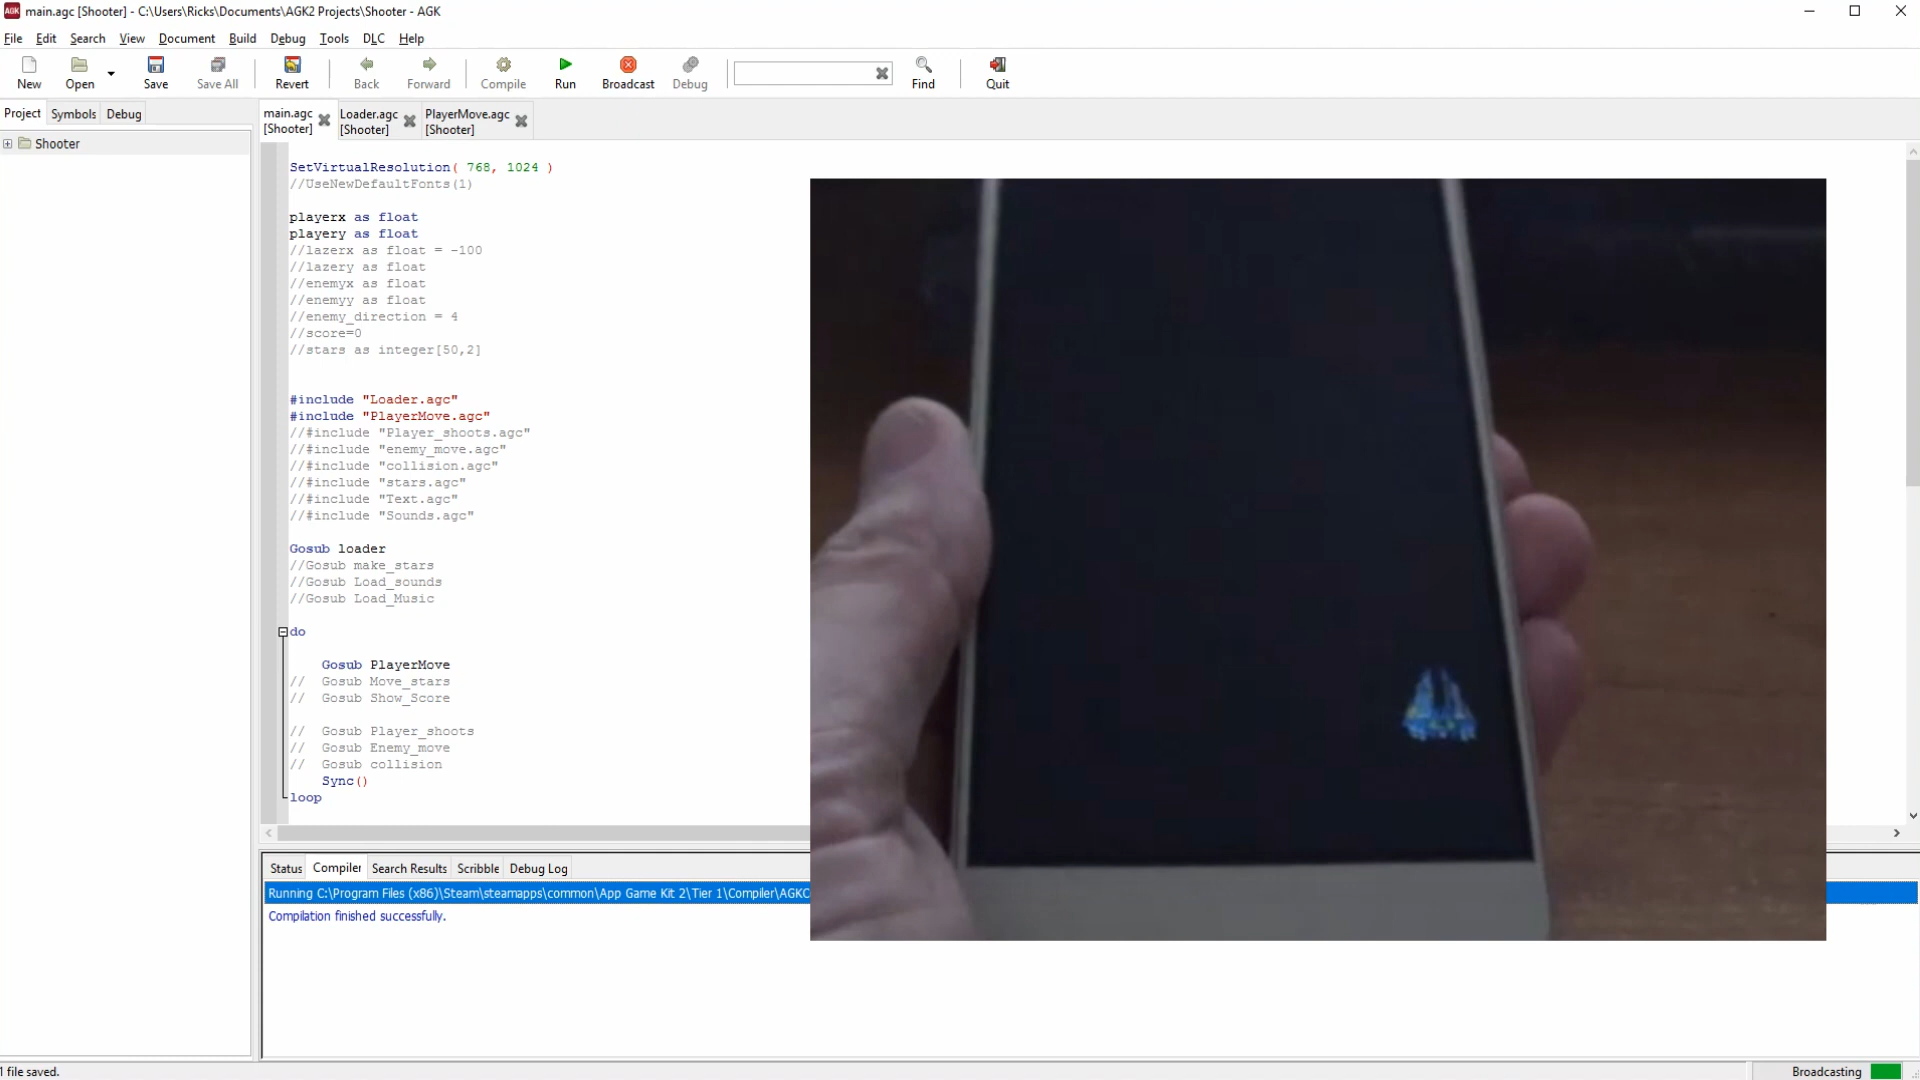 main.agc [Shooter] - C:\Users\Ricks\Documents\AGK2 Projects\Shooter - AGK
File Edit Search View Document Build Debug Tools DLC Help
New Open Save Save All Revert Back Forward Compile Run Broadcast Debug Find Quit
Project Symbols Debug
main.agc [Shooter]
Loader.agc [Shooter]
PlayerMove.agc [Shooter]
Shooter
SetVirtualResolution( 768, 1024 )
//UseNewDefaultFonts(1)
playerx as float
playery as float
//lazerx as float = -100
//lazery as float
//enemyx as float
//enemyy as float
//enemy_direction = 4
//score=0
//stars as integer[50,2]
#include "Loader.agc"
#include "PlayerMove.agc"
//#include "Player_shoots.agc"
//#include "enemy_move.agc"
//#include "collision.agc"
//#include "stars.agc"
//#include "Text.agc"
//#include "Sounds.agc"
Gosub loader
//Gosub make_stars
//Gosub Load_sounds
//Gosub Load_Music
do
Gosub PlayerMove
// Gosub Move_stars
// Gosub Show_Score
// Gosub Player_shoots
// Gosub Enemy_move
// Gosub collision
Sync()
loop
Status Compiler Search Results Scribble Debug Log
Running C:\Program Files (x86)\Steam\steamapps\common\App Game Kit 2\Tier 1\Compiler\AGKC
Compilation finished successfully.
1 file saved.
Broadcasting